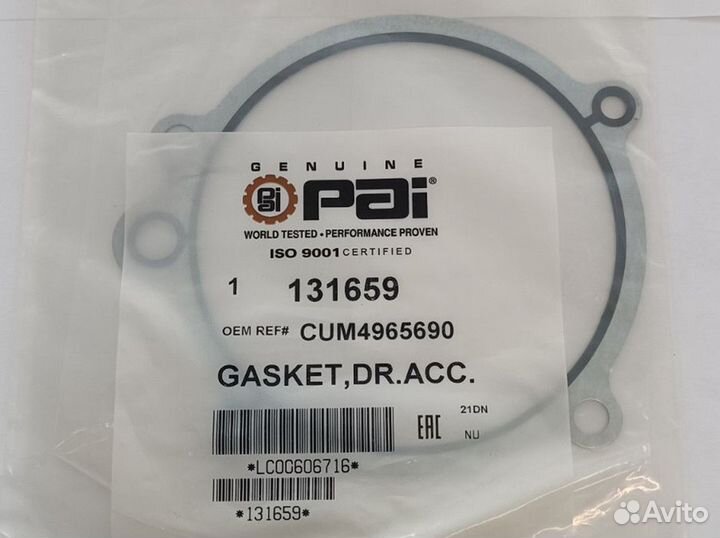 GENUINE
Pai
Pai®
WORLD TESTED • PERFORMANCE PROVEN
ISO 9001 CERTIFIED
1 131659
OEM REF# CUM4965690
GASKET,DR.ACC.
EAC
21DN
NU
*LC00606716*
*131659*
Avito